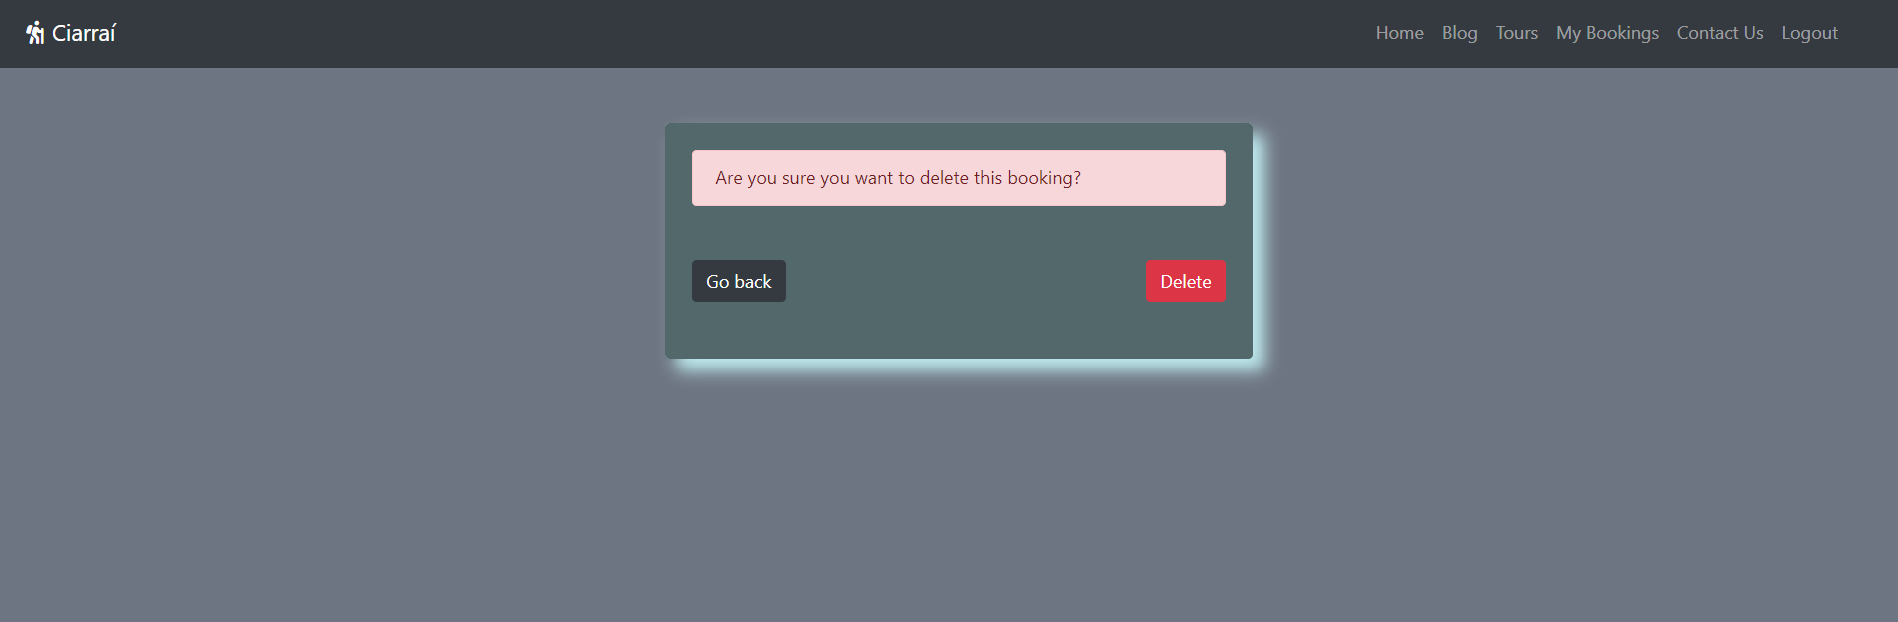 Ciarraí
Home Blog Tours My Bookings Contact Us Logout
Are you sure you want to delete this booking?
Go back Delete